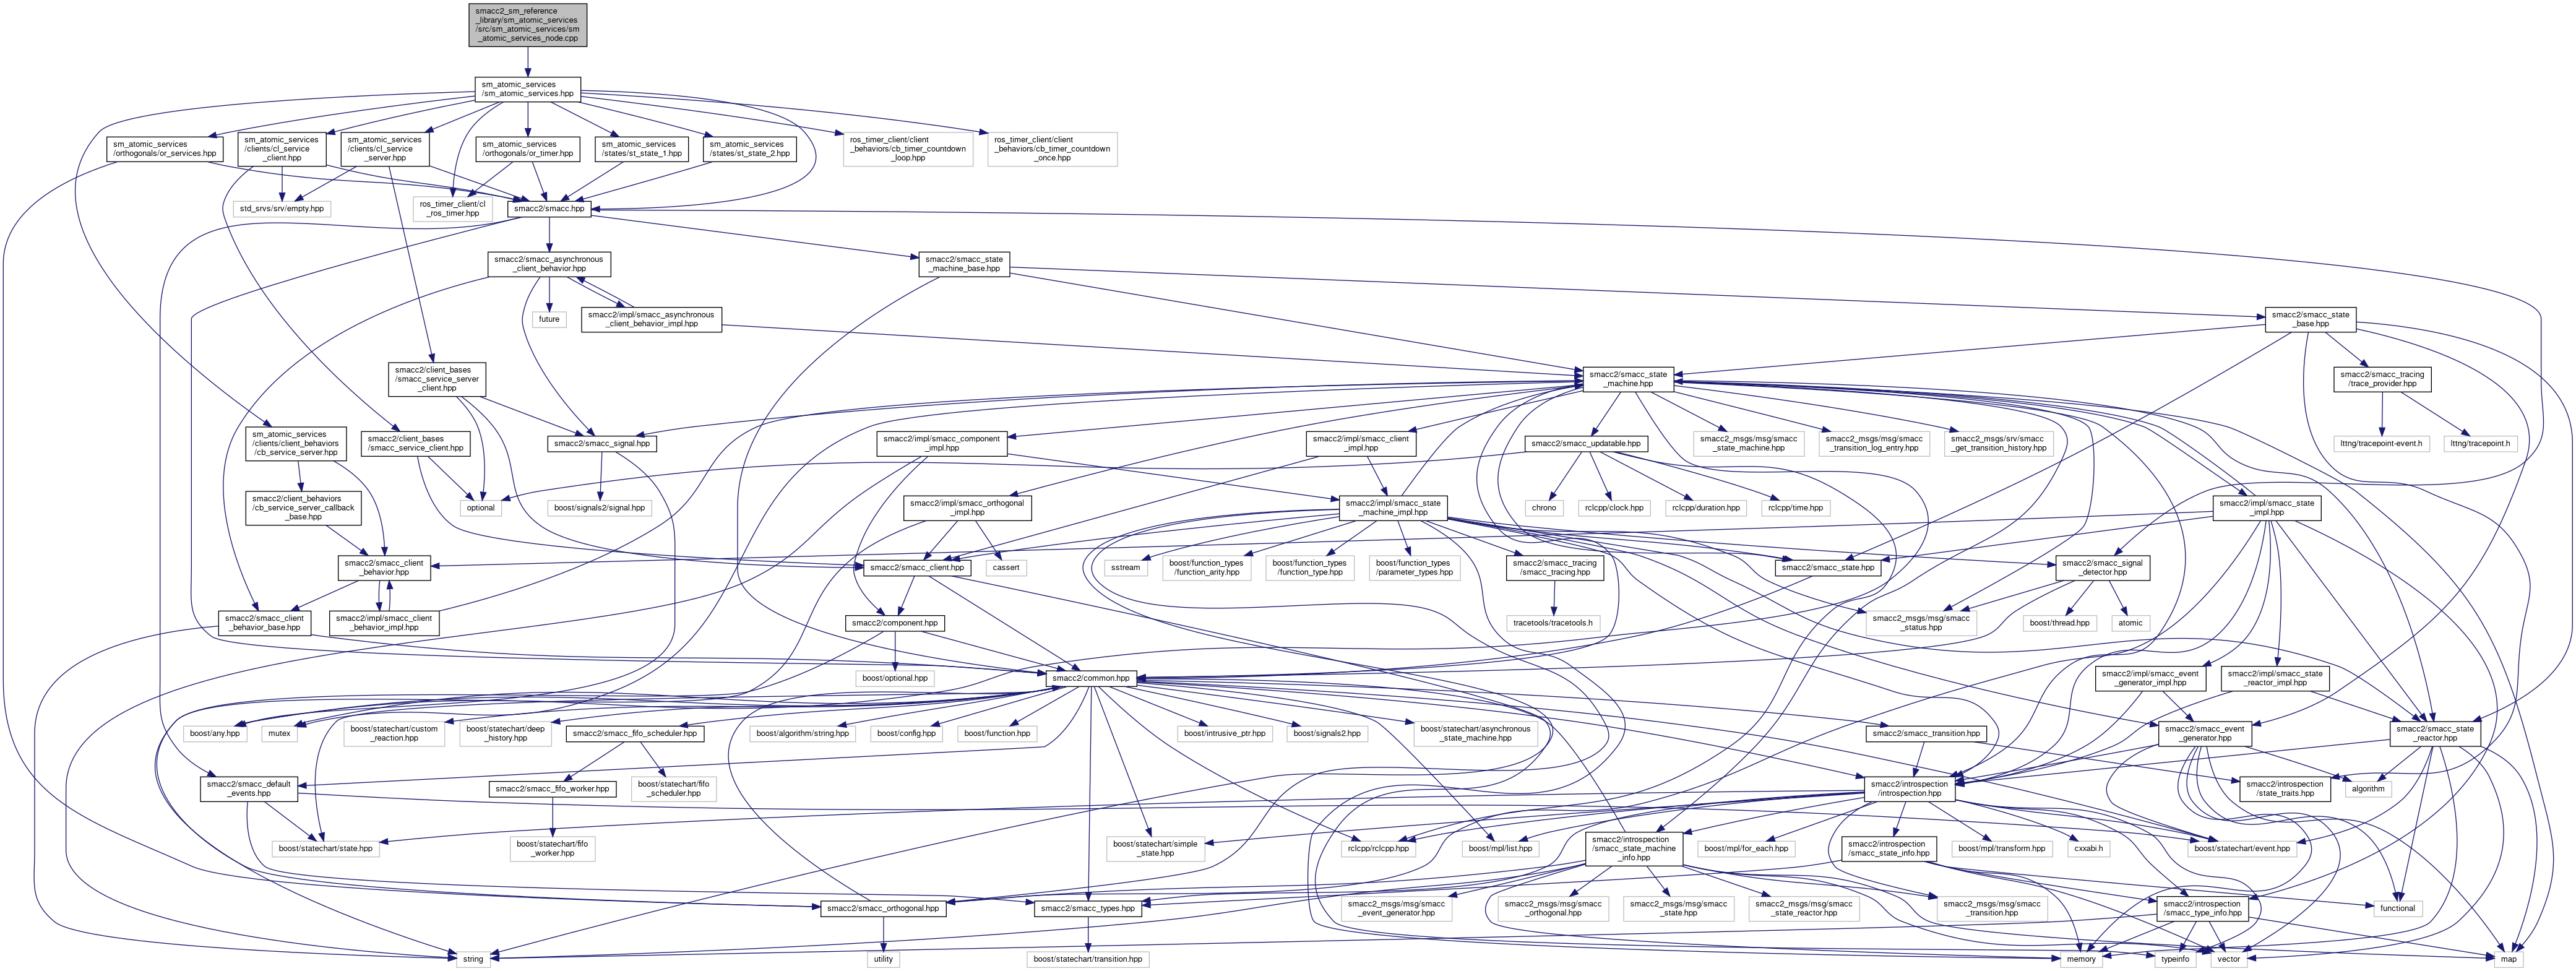 smacc2_sm_reference
_library/sm_atomic_services
/src/sm_atomic_services/sm
_atomic_services_node.cpp
sm_atomic_services
/sm_atomic_services.hpp
sm_atomic_services
/orthogonals/or_services.hpp
sm_atomic_services
/clients/cl_service
_client.hpp
sm_atomic_services
/clients/cl_service
_server.hpp
sm_atomic_services
/orthogonals/or_timer.hpp
sm_atomic_services
/states/st_state_1.hpp
sm_atomic_services
/states/st_state_2.hpp
ros_timer_client/client
_behaviors/cb_timer_countdown
_loop.hpp
ros_timer_client/client
_behaviors/cb_timer_countdown
_once.hpp
std_srvs/srv/empty.hpp
ros_timer_client/cl
_ros_timer.hpp
smacc2/smacc.hpp
smacc2/smacc_asynchronous
_client_behavior.hpp
smacc2/smacc_state
_machine_base.hpp
future
smacc2/impl/smacc_asynchronous
_client_behavior_impl.hpp
smacc2/smacc_state
_base.hpp
smacc2/client_bases
/smacc_service_server
_client.hpp
smacc2/smacc_state
_machine.hpp
smacc2/smacc_tracing
/trace_provider.hpp
sm_atomic_services
/clients/client_behaviors
/cb_service_server.hpp
smacc2/client_bases
/smacc_service_client.hpp
smacc2/smacc_signal.hpp
smacc2/impl/smacc_component
_impl.hpp
smacc2/impl/smacc_client
_impl.hpp
smacc2/smacc_updatable.hpp
smacc2_msgs/msg/smacc
_state_machine.hpp
smacc2_msgs/msg/smacc
_transition_log_entry.hpp
smacc2_msgs/srv/smacc
_get_transition_history.hpp
lttng/tracepoint-event.h
lttng/tracepoint.h
smacc2/client_behaviors
/cb_service_server_callback
_base.hpp
optional
boost/signals2/signal.hpp
smacc2/impl/smacc_orthogonal
_impl.hpp
smacc2/impl/smacc_state
_machine_impl.hpp
chrono
rclcpp/clock.hpp
rclcpp/duration.hpp
rclcpp/time.hpp
smacc2/impl/smacc_state
_impl.hpp
smacc2/smacc_client
_behavior.hpp
smacc2/smacc_client.hpp
cassert
sstream
boost/function_types
/function_arity.hpp
boost/function_types
/function_type.hpp
boost/function_types
/parameter_types.hpp
smacc2/smacc_tracing
/smacc_tracing.hpp
smacc2/smacc_state.hpp
smacc2/smacc_signal
_detector.hpp
smacc2/smacc_client
_behavior_base.hpp
smacc2/impl/smacc_client
_behavior_impl.hpp
smacc2/component.hpp
tracetools/tracetools.h
smacc2_msgs/msg/smacc
_status.hpp
boost/thread.hpp
atomic
boost/optional.hpp
smacc2/common.hpp
smacc2/impl/smacc_event
_generator_impl.hpp
smacc2/impl/smacc_state
_reactor_impl.hpp
boost/any.hpp
mutex
boost/statechart/custom
_reaction.hpp
boost/statechart/deep
_history.hpp
smacc2/smacc_fifo_scheduler.hpp
boost/algorithm/string.hpp
boost/config.hpp
boost/function.hpp
boost/intrusive_ptr.hpp
boost/signals2.hpp
boost/statechart/asynchronous
_state_machine.hpp
smacc2/smacc_transition.hpp
smacc2/smacc_event
_generator.hpp
smacc2/smacc_state
_reactor.hpp
smacc2/smacc_default
_events.hpp
smacc2/smacc_fifo_worker.hpp
boost/statechart/fifo
_scheduler.hpp
smacc2/introspection
/introspection.hpp
smacc2/introspection
/state_traits.hpp
algorithm
boost/statechart/state.hpp
boost/statechart/fifo
_worker.hpp
boost/statechart/simple
_state.hpp
rclcpp/rclcpp.hpp
boost/mpl/list.hpp
smacc2/introspection
/smacc_state_machine
_info.hpp
boost/mpl/for_each.hpp
smacc2/introspection
/smacc_state_info.hpp
boost/mpl/transform.hpp
cxxabi.h
boost/statechart/event.hpp
smacc2/smacc_orthogonal.hpp
smacc2/smacc_types.hpp
smacc2_msgs/msg/smacc
_event_generator.hpp
smacc2_msgs/msg/smacc
_orthogonal.hpp
smacc2_msgs/msg/smacc
_state.hpp
smacc2_msgs/msg/smacc
_state_reactor.hpp
smacc2_msgs/msg/smacc
_transition.hpp
smacc2/introspection
/smacc_type_info.hpp
functional
string
utility
boost/statechart/transition.hpp
memory
typeinfo
vector
map